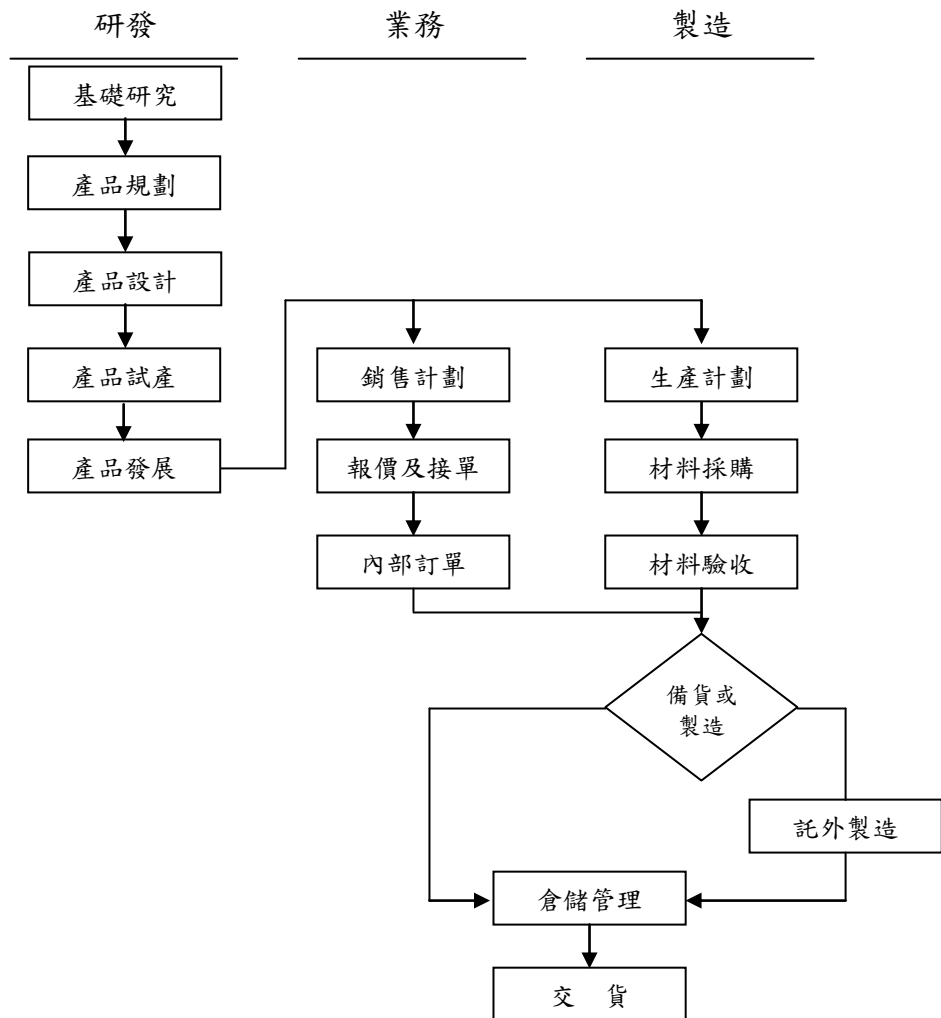 研發
業務
製造
基礎研究
產品規劃
產品設計
產品試產
產品發展
銷售計劃
報價及接單
內部訂單
生產計劃
材料採購
材料驗收
備貨或
製造
託外製造
倉儲管理
交 貨